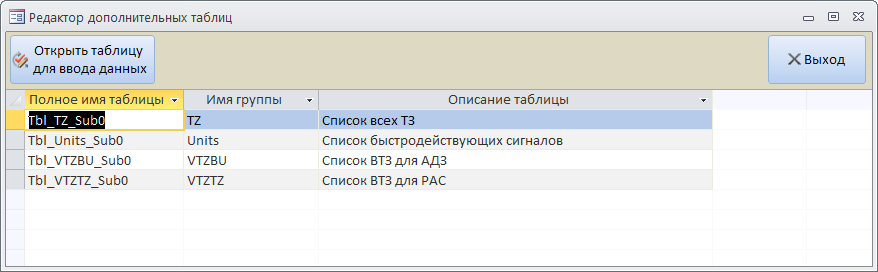 Редактор дополнительных таблиц
Открыть таблицу
для ввода данных
Выход
Полное имя таблицы Имя группы Описание таблицы
Tbl_TZ_Sub0 TZ Список всех ТЗ
Tbl_Units_Sub0 Units Список быстродействующих сигналов
Tbl_VTZBU_Sub0 VTZBU Список ВТЗ для АДЗ
Tbl_VTZTZ_Sub0 VTZTZ Список ВТЗ для РАС